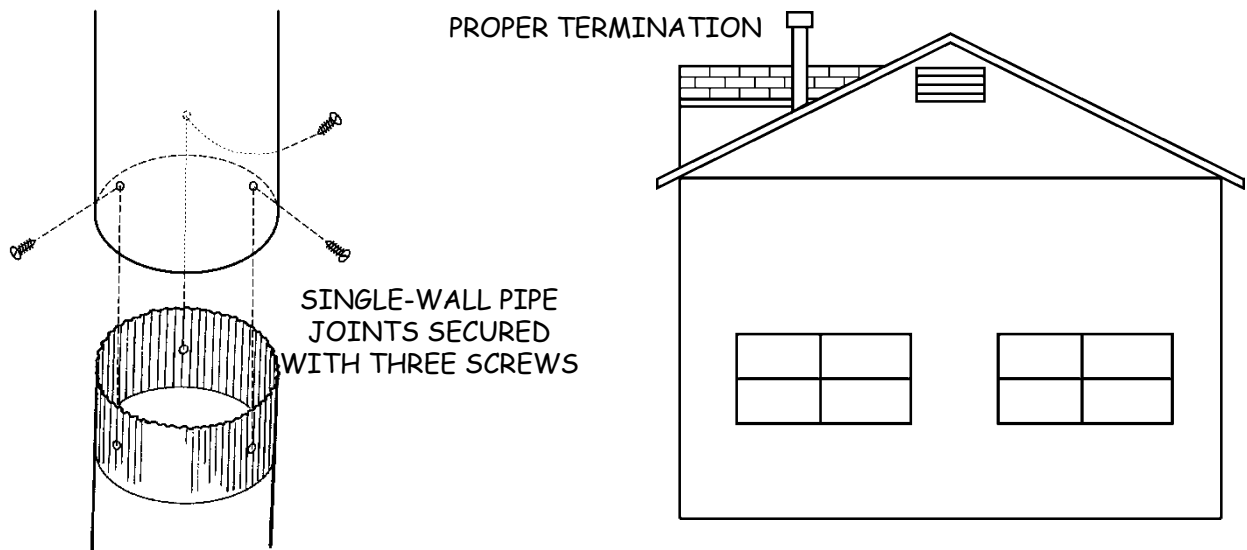 PROPER TERMINATION
SINGLE-WALL PIPE
JOINTS SECURED
WITH THREE SCREWS